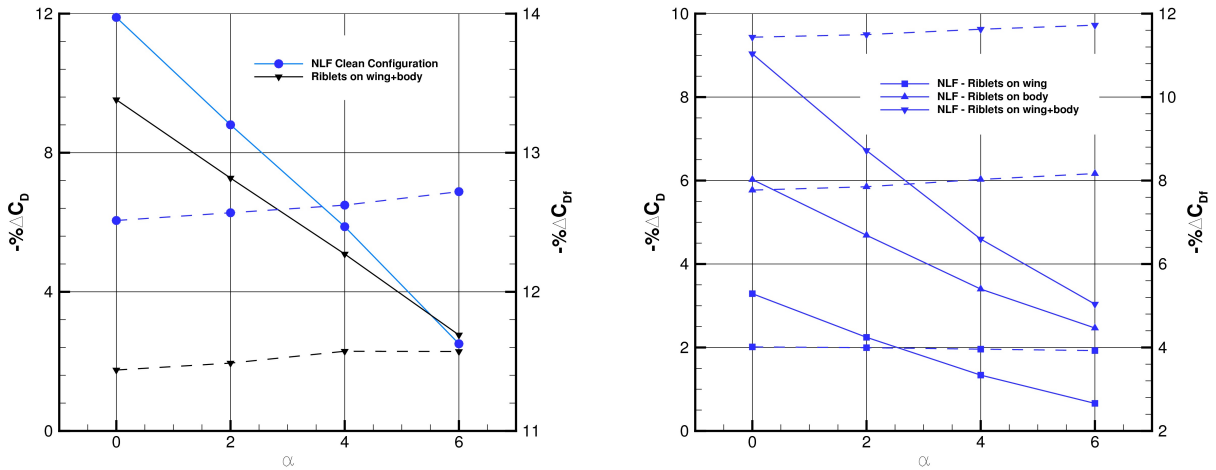 12
8
4
0
-%△C_D
14
13
12
11
-%△C_Df
0
2
4
6
α
NLF Clean Configuration
Riblets on wing+body
10
8
6
4
2
0
-%△C_D
12
10
8
6
4
2
-%△C_Df
0
2
4
6
α
NLF - Riblets on wing
NLF - Riblets on body
NLF - Riblets on wing+body